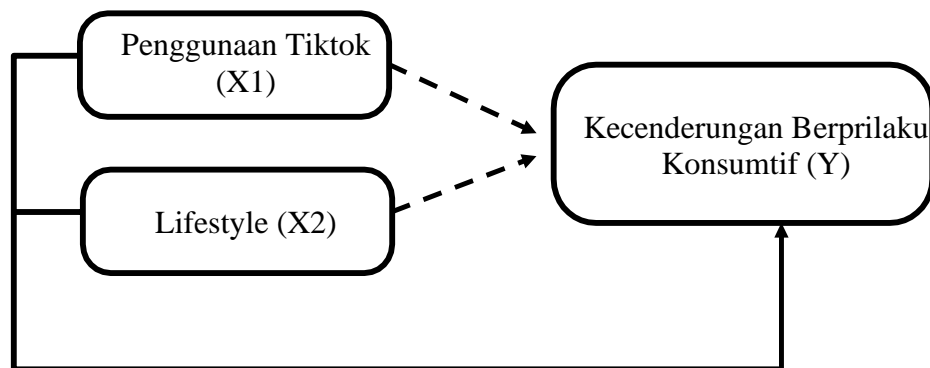 Penggunaan Tiktok
(X1)
Kecenderungan Berprilaku
Konsumtif (Y)
Lifestyle (X2)